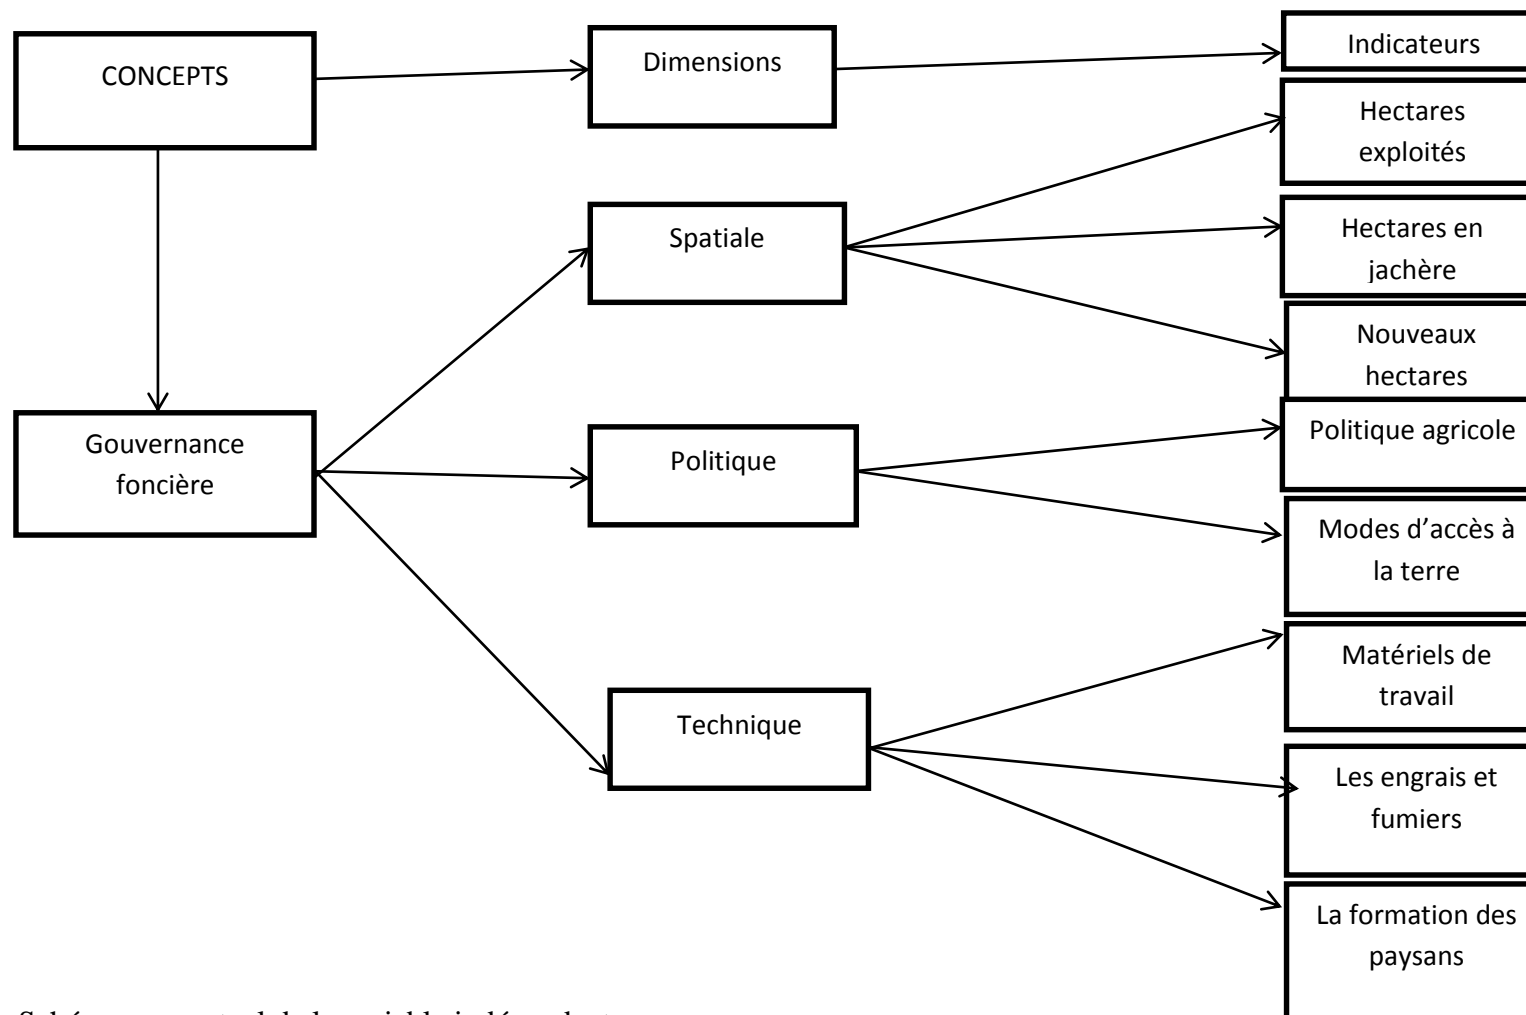 CONCEPTS
Dimensions
Indicateurs
Hectares
exploités
Spatiale
Hectares en
jachère
Nouveaux
hectares
Gouvernance
foncière
Politique
Politique agricole
Modes d’accès à
la terre
Technique
Matériels de
travail
Les engrais et
fumiers
La formation des
paysans